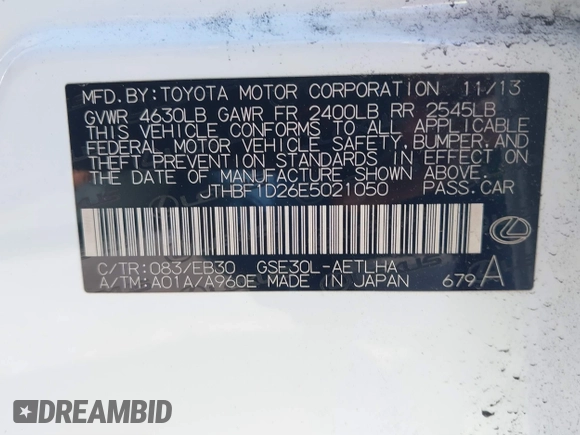 MFD.BY:TOYOTA MOTOR CORPORATION 11/13
GVWR 4630LB GAWR FR 2400LB RR 2545LB
THIS VEHICLE CONFORMS TO ALL APPLICABLE
FEDERAL MOTOR VEHICLE SAFETY,BUMPER,AND
THEFT PREVENTION STANDARDS IN EFFECT ON
THE DATE OF MANUFACTURE SHOWN ABOVE.
JTHBF1D26E5021050 PASS.CAR
C/TR:083/EB30 GSE30L-AETLHA
A/TM:A01A/A960E MADE IN JAPAN 679 A
DREAMBID